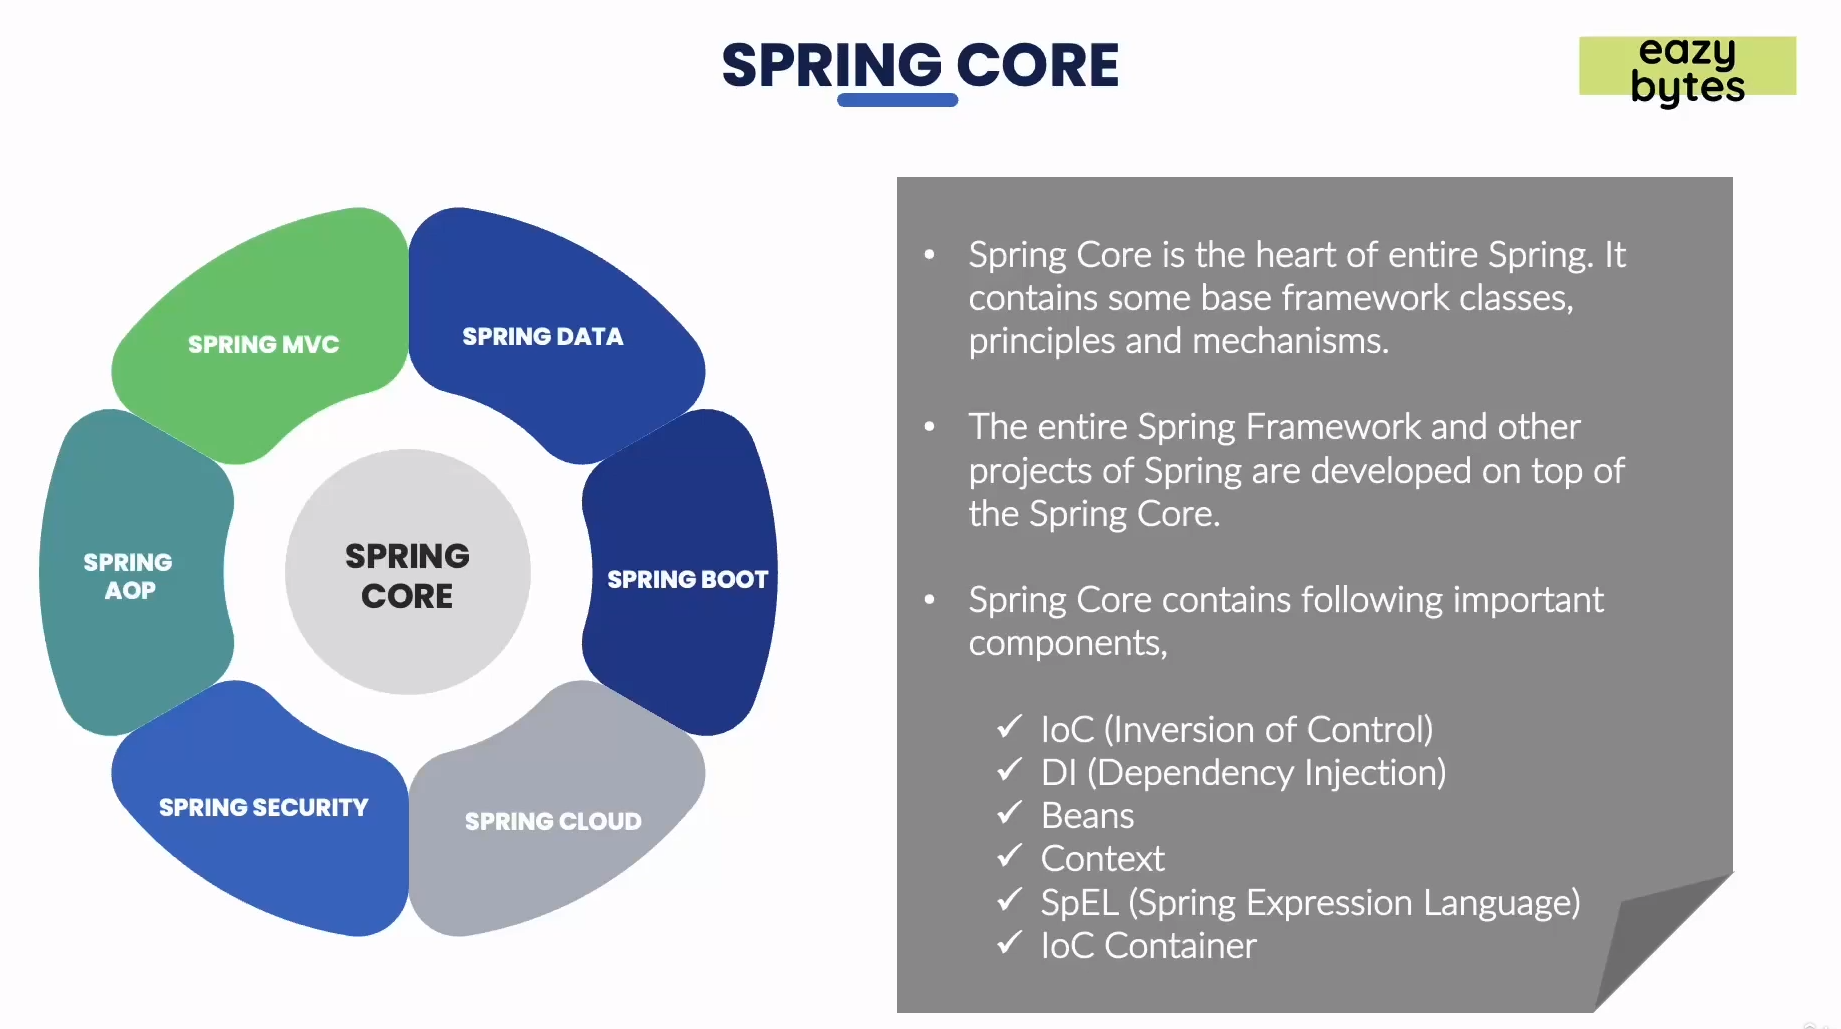 SPRING CORE
eazy
bytes
SPRING MVC
SPRING DATA
SPRING
AOP
SPRING
CORE
SPRING BOOT
SPRING SECURITY
SPRING CLOUD
• Spring Core is the heart of entire Spring. It
contains some base framework classes,
principles and mechanisms.
• The entire Spring Framework and other
projects of Spring are developed on top of
the Spring Core.
• Spring Core contains following important
components,
✓ IoC (Inversion of Control)
✓ DI (Dependency Injection)
✓ Beans
✓ Context
✓ SpEL (Spring Expression Language)
✓ IoC Container